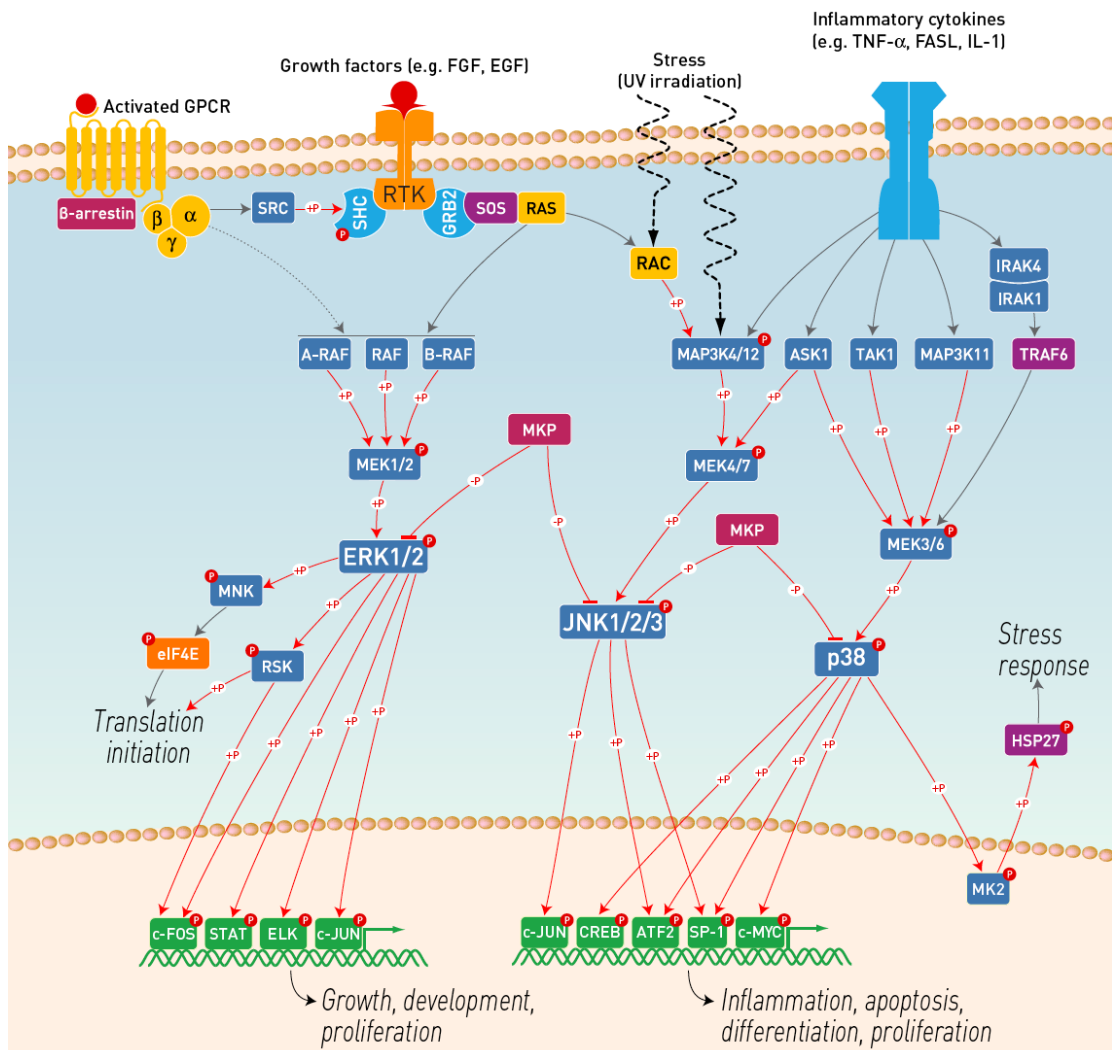 Inflammatory cytokines
(e.g. TNF-α, FASL, IL-1)
Growth factors (e.g. FGF, EGF)
Stress
(UV irradiation)
Activated GPCR
RTK
β-arrestin
β
α
γ
SRC
+P
SHC
P
GRB2
SOS
RAS
RAC
+P
IRAK4
IRAK1
A-RAF
RAF
B-RAF
MAP3K4/12
P
ASK1
TAK1
MAP3K11
TRAF6
+P
+P
+P
+P
+P
+P
+P
+P
MKP
MEK1/2
P
MEK4/7
P
-P
+P
-P
+P
MKP
MEK3/6
P
ERK1/2
P
+P
-P
-P
+P
MNK
P
+P
JNK1/2/3
P
eIF4E
P
RSK
P
+P
p38
P
Stress
response
Translation
initiation
+P
+P
+P
+P
+P
HSP27
P
+P
+P
+P
+P
+P
+P
+P
+P
+P
MK2
P
c-FOS
P
STAT
P
ELK
P
c-JUN
P
c-JUN
P
CREB
P
ATF2
P
SP-1
P
c-MYC
P
Growth, development,
proliferation
Inflammation, apoptosis,
differentiation, proliferation